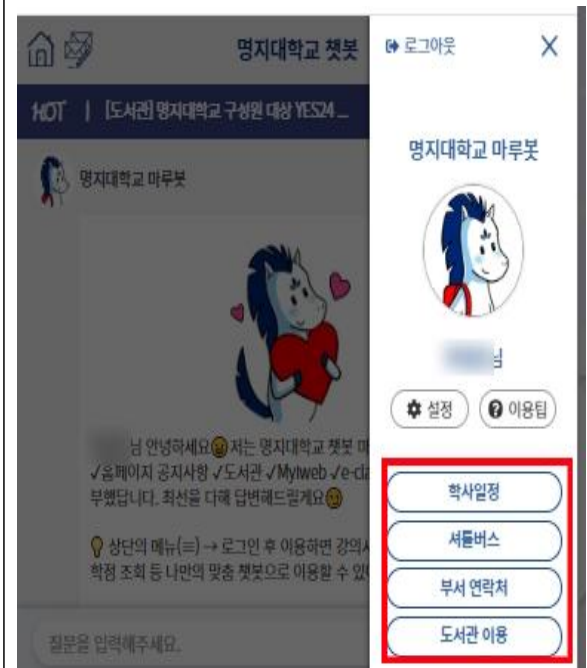 명지대학교 챗봇
HOT | [도서관] 명지대학교 구성원 대상 YES24 ...
명지대학교 마루봇
님 안녕하세요 저는 명지대학교 챗봇
√홈페이지 공지사항 √도서관 √Myiweb √e-cla
부했답니다. 최선을 다해 답변해드릴게요
상단의 메뉴(≡) → 로그인 후 이용하면 강의
학점 조회 등 나만의 맞춤 챗봇으로 이용할 수
질문을 입력해주세요.
로그아웃 X
명지대학교 마루봇
님
설정
이용팁
학사일정
셔틀버스
부서 연락처
도서관 이용